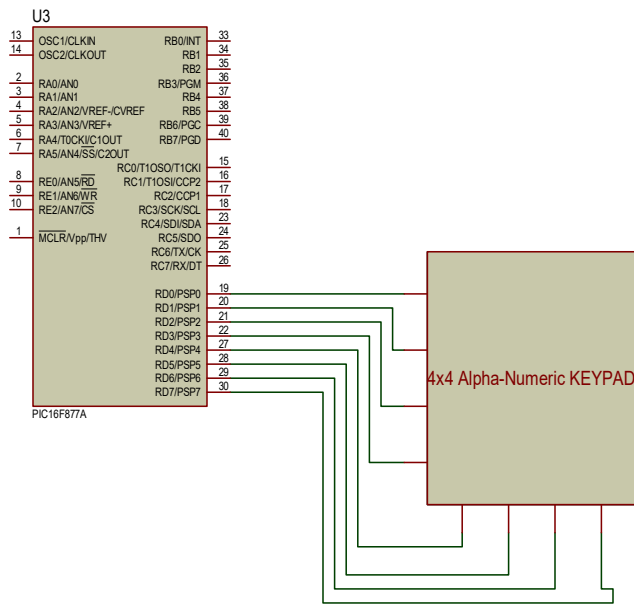 U3
13 OSC1/CLKIN RB0/INT 33
14 OSC2/CLKOUT RB1 34
RB2 35
2 RA0/AN0 RB3/PGM 36
3 RA1/AN1 RB4 37
4 RA2/AN2/VREF-/CVREF RB5 38
5 RA3/AN3/VREF+ RB6/PGC 39
6 RA4/T0CKI/C1OUT RB7/PGD 40
7 RA5/AN4/SS/C2OUT
RC0/T1OSO/T1CKI 15
8 RE0/AN5/RD RC1/T1OSI/CCP2 16
9 RE1/AN6/WR RC2/CCP1 17
10 RE2/AN7/CS RC3/SCK/SCL 18
RC4/SDI/SDA 23
1 MCLR/Vpp/THV RC5/SDO 24
RC6/TX/CK 25
RC7/RX/DT 26
RD0/PSP0 19
RD1/PSP1 20
RD2/PSP2 21
RD3/PSP3 22
RD4/PSP4 27
RD5/PSP5 28
RD6/PSP6 29
RD7/PSP7 30
PIC16F877A
4x4 Alpha-Numeric KEYPAD